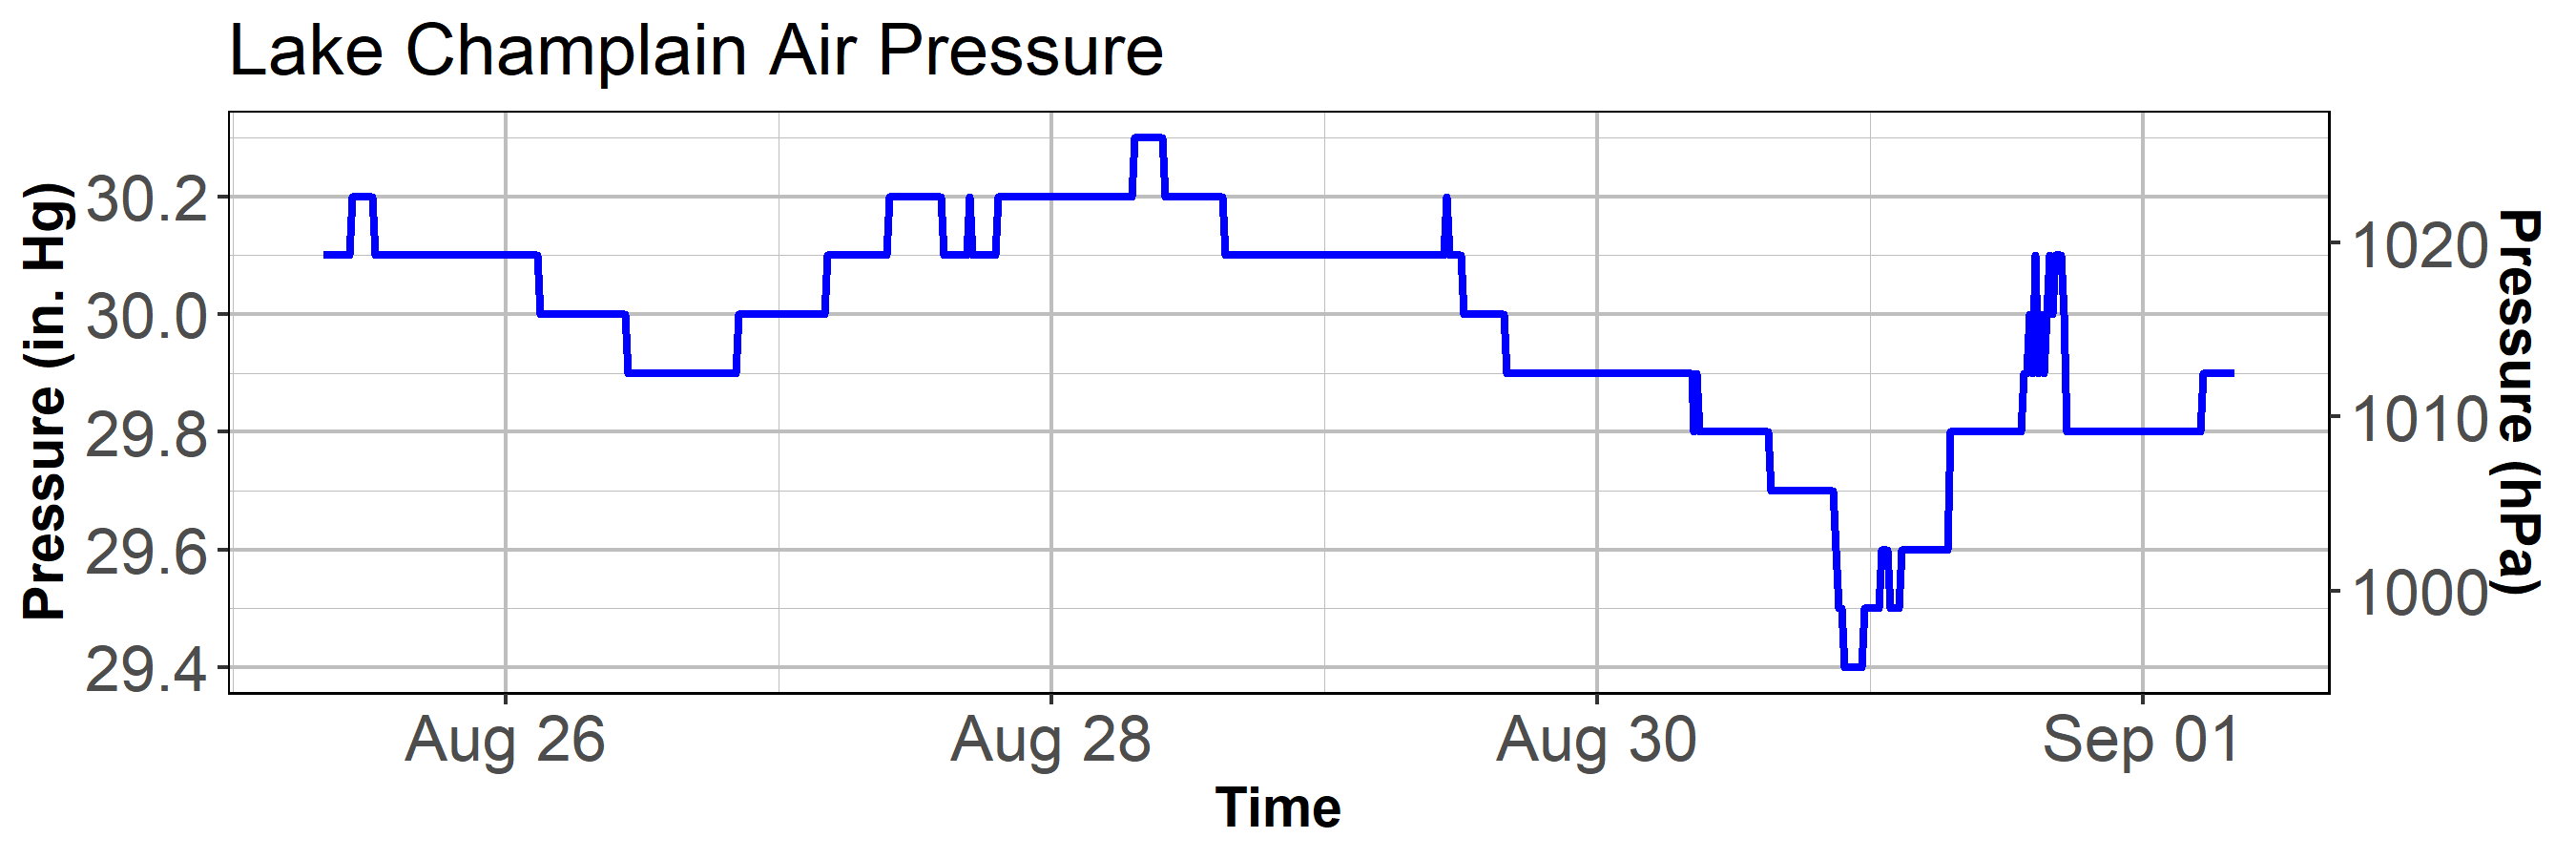 Lake Champlain Air Pressure
Pressure (in. Hg)
30.2
30.0
29.8
29.6
29.4
1020
1010
1000
Pressure (hPa)
Aug 26
Aug 28
Aug 30
Sep 01
Time